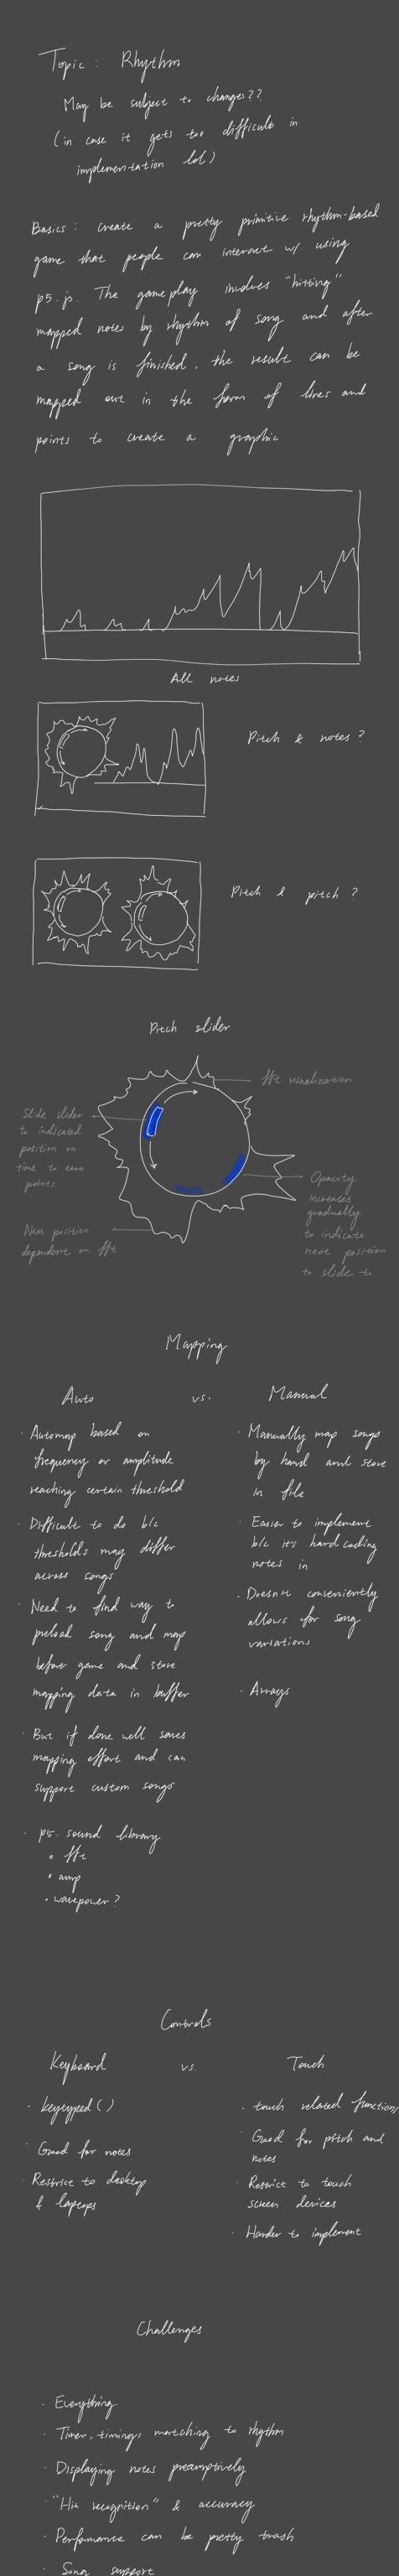 Topic: Rhythm
May be subject to changes??
(in case it gets too difficult in
implementation lol)
Basics: create a pretty primitive rhythm-based
game that people can interact w/ using
p5.js. The gameplay involves "hitting"
mapped notes by rhythm of song and after
a song is finished, the result can be
mapped out in the form of lines and
points to create a graphic
All notes
Pitch & notes?
Pitch & pitch?
Pitch slider
fft visualization
Slide slider
to indicated
position on
time to earn
points
Opacity
increases
gradually
to indicate
next position
to slide to
New position
dependent on fft
Mapping
Auto vs. Manual
· Automap based on
frequency or amplitude
reaching certain threshold
· Difficult to do b/c
thresholds may differ
across songs
· Need to find way to
preload song and map
before game and store
mapping data in buffer
· But if done well saves
mapping effort and can
support custom songs
· p5.sound library
• fft
• amp
• wavepower?
· Manually map songs
by hand and store
in file
· Easier to implement
b/c it's hard coding
notes in
· Doesn't conveniently
allows for song
variations
· Arrays
Controls
Keyboard vs. Touch
· keytyped()
· Good for notes
· Restrict to desktop
& laptops
· touch related functions
· Good for pitch and
notes
· Restrict to touch
screen devices
· Harder to implement
Challenges
· Everything.
· Timer, timing, matching to rhythm
· Displaying notes preemptively
· "Hit recognition" & accuracy
· Performance can be pretty trash
· Song support